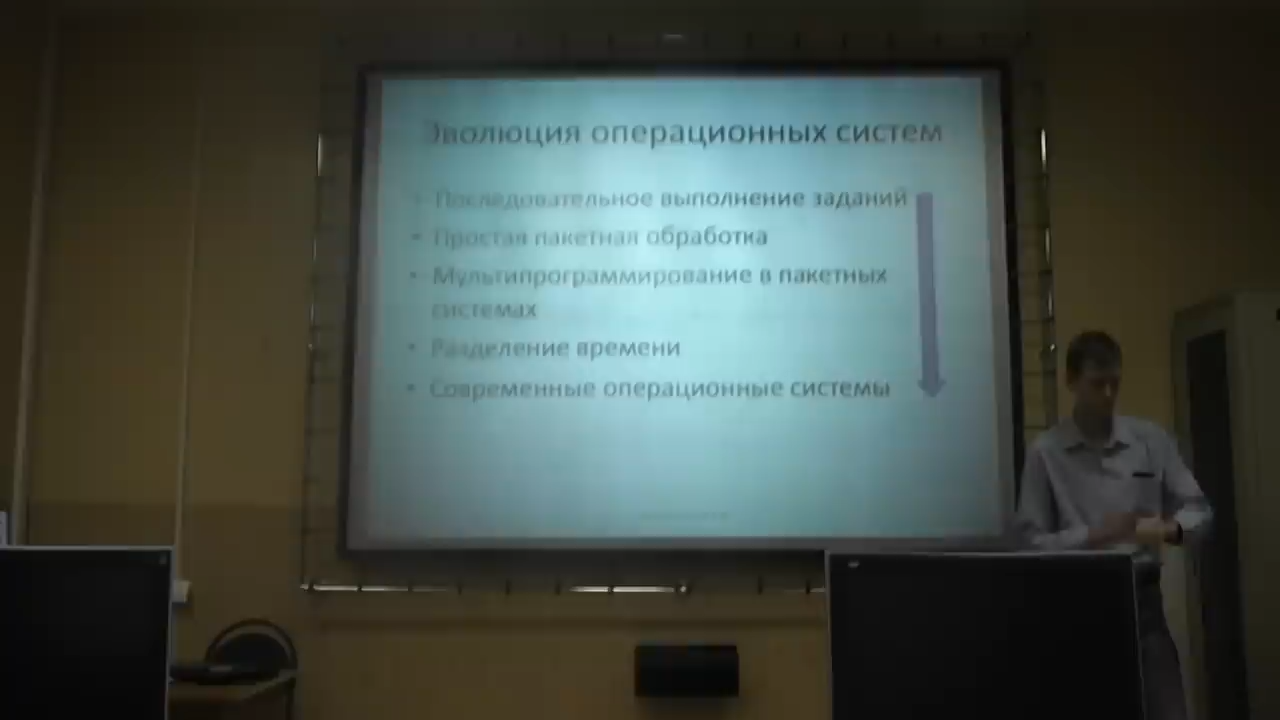 Эволюция операционных систем
• Последовательное выполнение заданий
• Простая пакетная обработка
• Мультипрограммирование в пакетных
системах
• Разделение времени
• Современные операционные системы